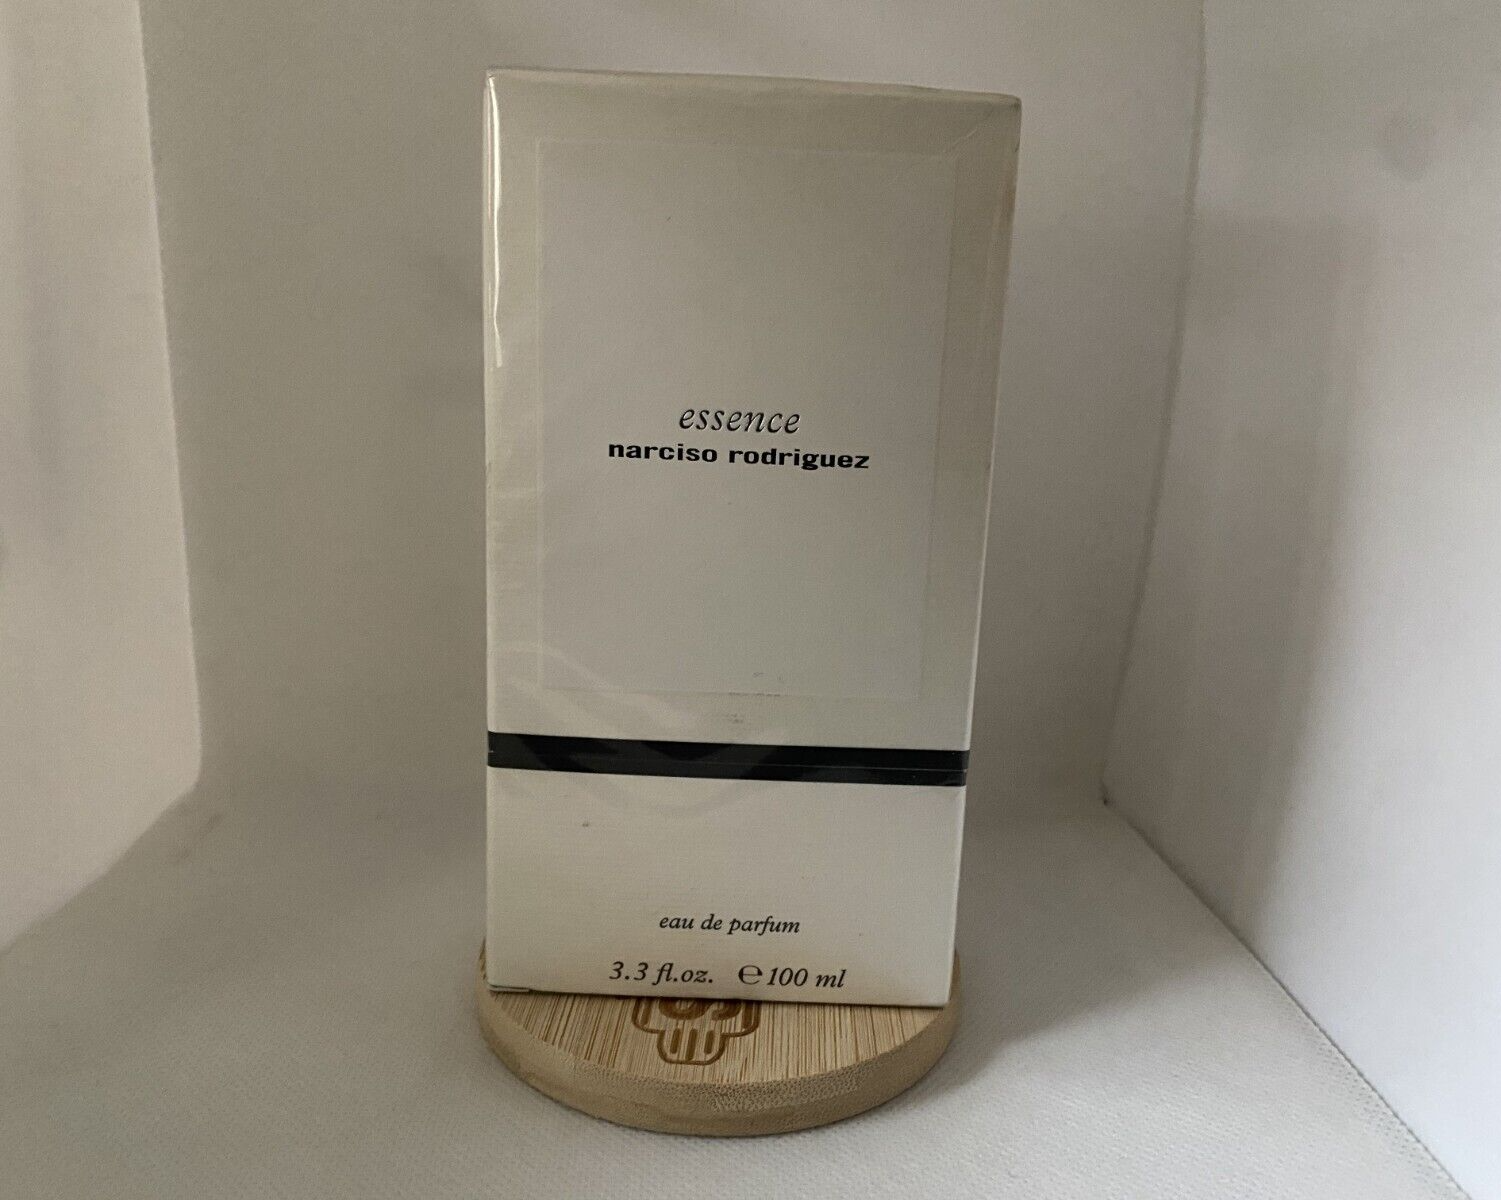 essence
narciso rodriguez
eau de parfum
3.3 fl.oz. ℮ 100 ml